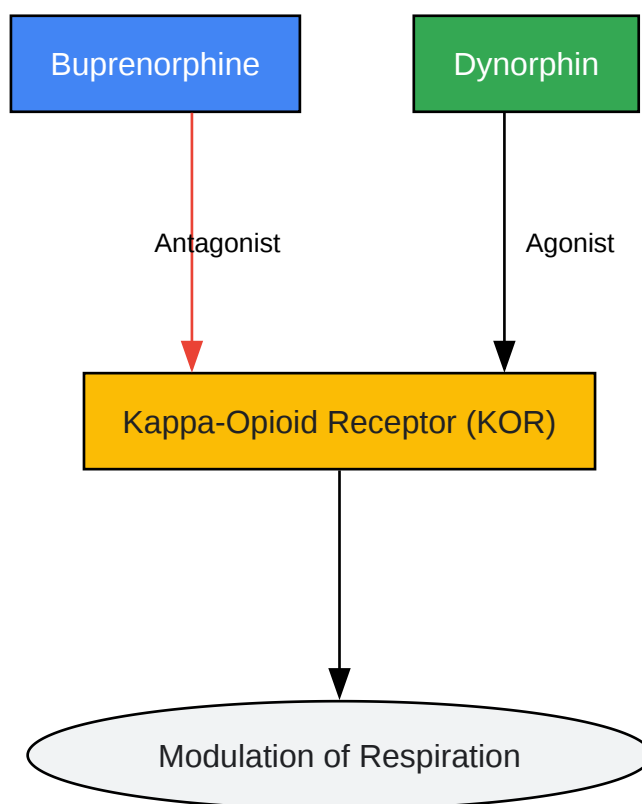 Buprenorphine
Dynorphin
Antagonist
Agonist
Kappa-Opioid Receptor (KOR)
Modulation of Respiration